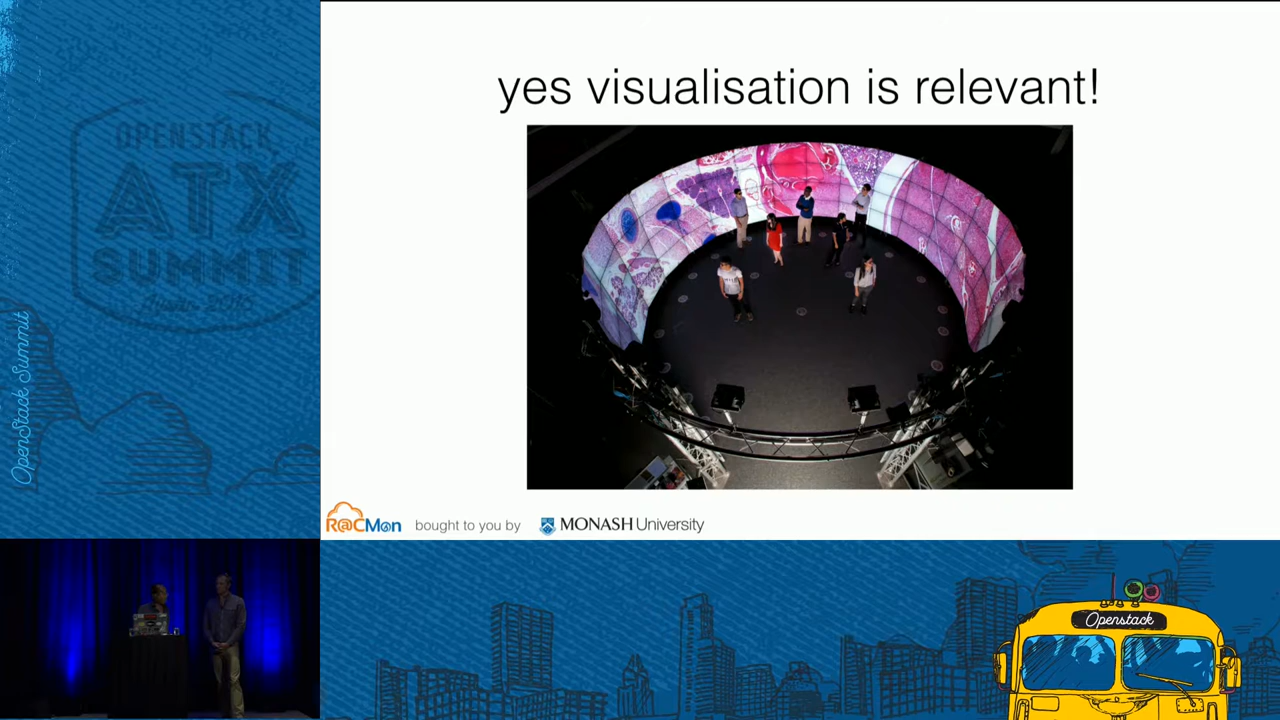 yes visualisation is relevant!
R@CMon bought to you by MONASH University
OPENSTACK
ATX
SUMMIT
OpenStack Summit
Openstack